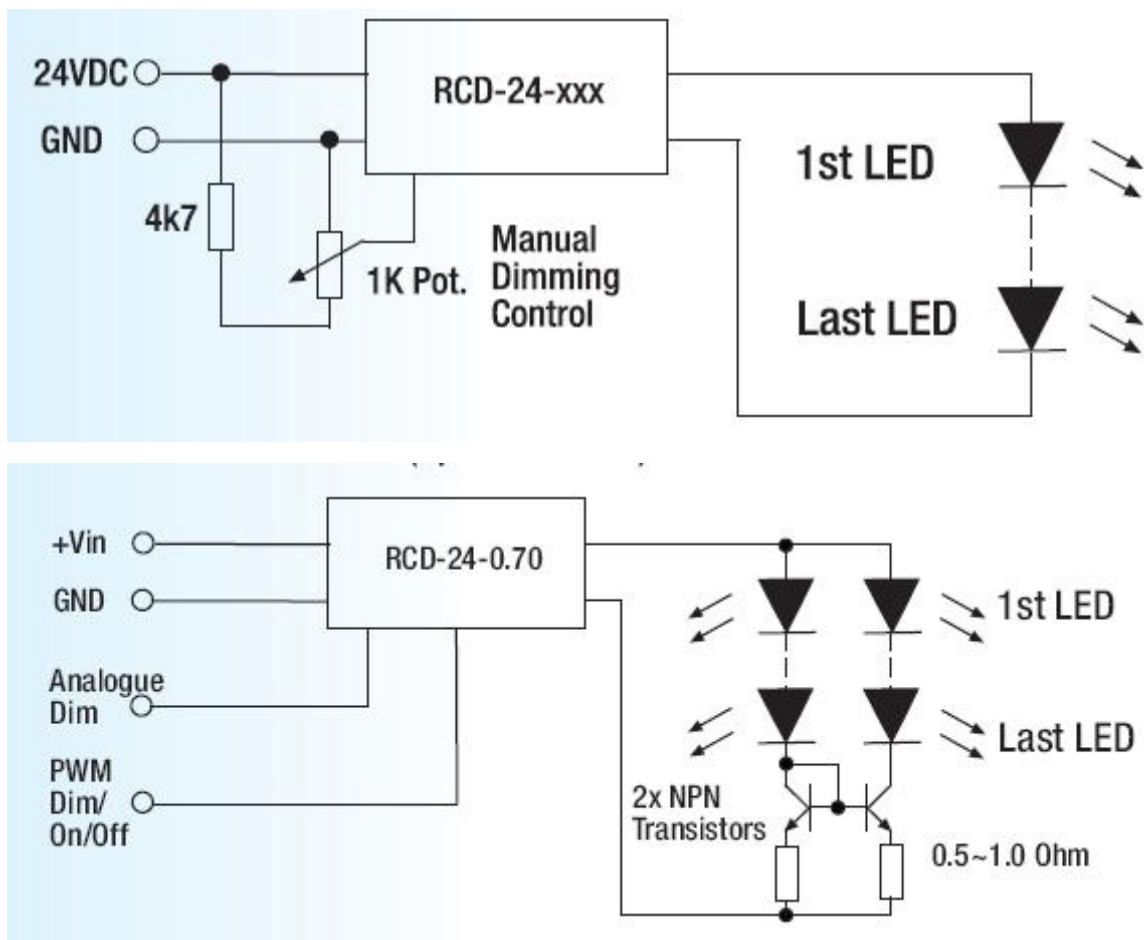 24VDC
GND
RCD-24-xxx
4k7
1K Pot.
Manual
Dimming
Control
1st LED
Last LED
+Vin
GND
RCD-24-0.70
Analogue
Dim
PWM
Dim/
On/Off
1st LED
Last LED
2x NPN
Transistors
0.5~1.0 Ohm